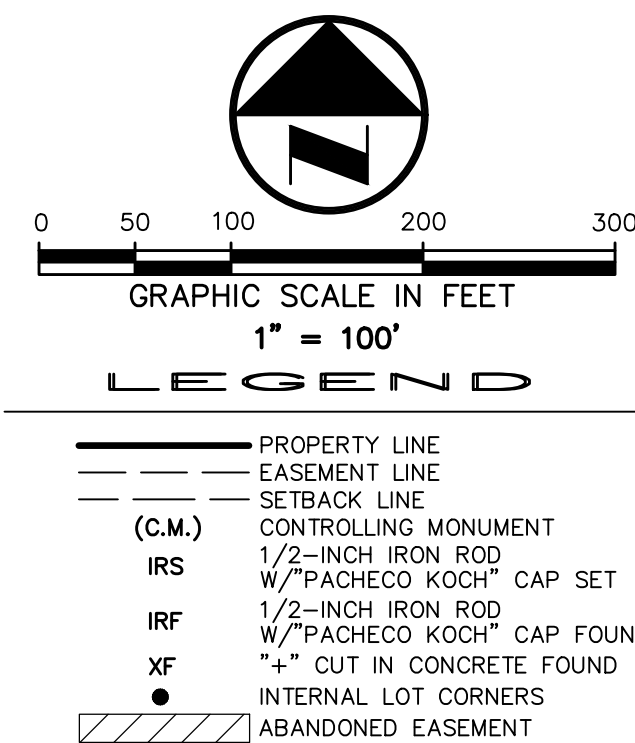 N
0 50 100 200 300
GRAPHIC SCALE IN FEET
1" = 100'
LEGEND
PROPERTY LINE
EASEMENT LINE
SETBACK LINE
(C.M.) CONTROLLING MONUMENT
IRS 1/2-INCH IRON ROD
W/"PACHECO KOCH" CAP SET
IRF 1/2-INCH IRON ROD
W/"PACHECO KOCH" CAP FOUN
XF "+" CUT IN CONCRETE FOUND
INTERNAL LOT CORNERS
ABANDONED EASEMENT